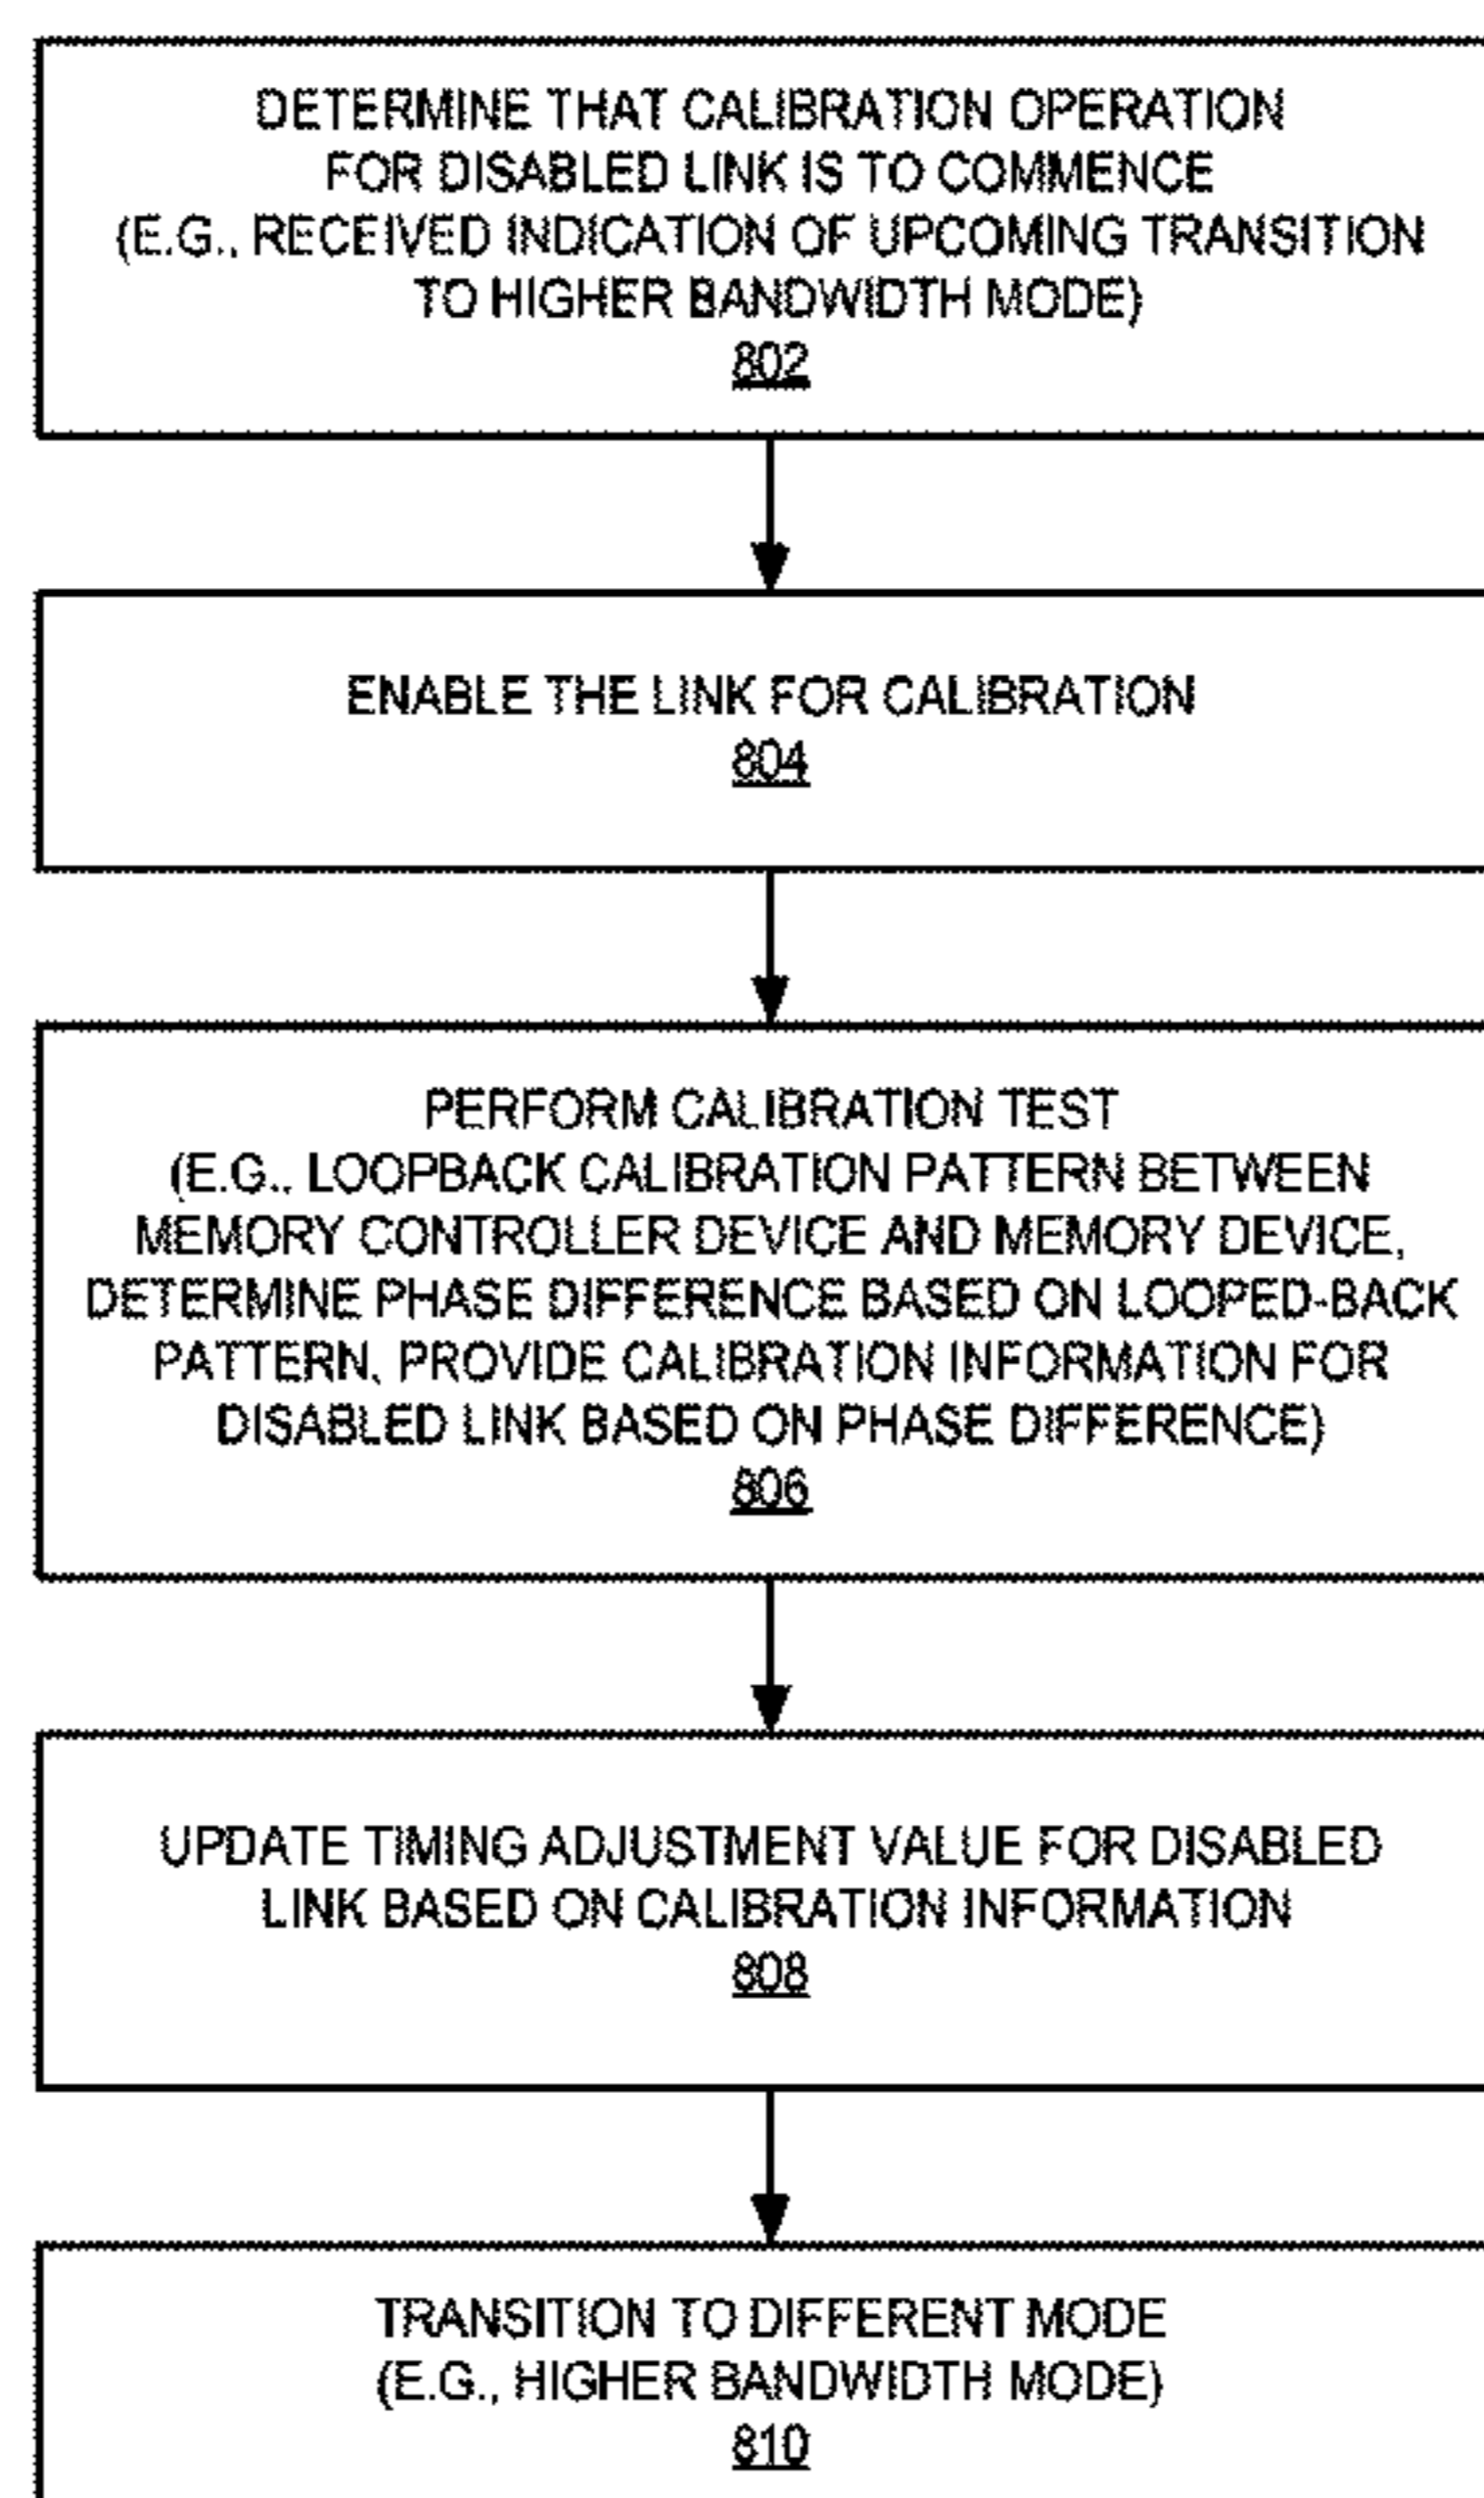 DETERMINE THAT CALIBRATION OPERATION
FOR DISABLED LINK IS TO COMMENCE
(E.G., RECEIVED INDICATION OF UPCOMING TRANSITION
TO HIGHER BANDWIDTH MODE)
802
ENABLE THE LINK FOR CALIBRATION
804
PERFORM CALIBRATION TEST
(E.G., LOOPBACK CALIBRATION PATTERN BETWEEN
MEMORY CONTROLLER DEVICE AND MEMORY DEVICE,
DETERMINE PHASE DIFFERENCE BASED ON LOOPED-BACK
PATTERN, PROVIDE CALIBRATION INFORMATION FOR
DISABLED LINK BASED ON PHASE DIFFERENCE)
806
UPDATE TIMING ADJUSTMENT VALUE FOR DISABLED
LINK BASED ON CALIBRATION INFORMATION
808
TRANSITION TO DIFFERENT MODE
(E.G., HIGHER BANDWIDTH MODE)
810